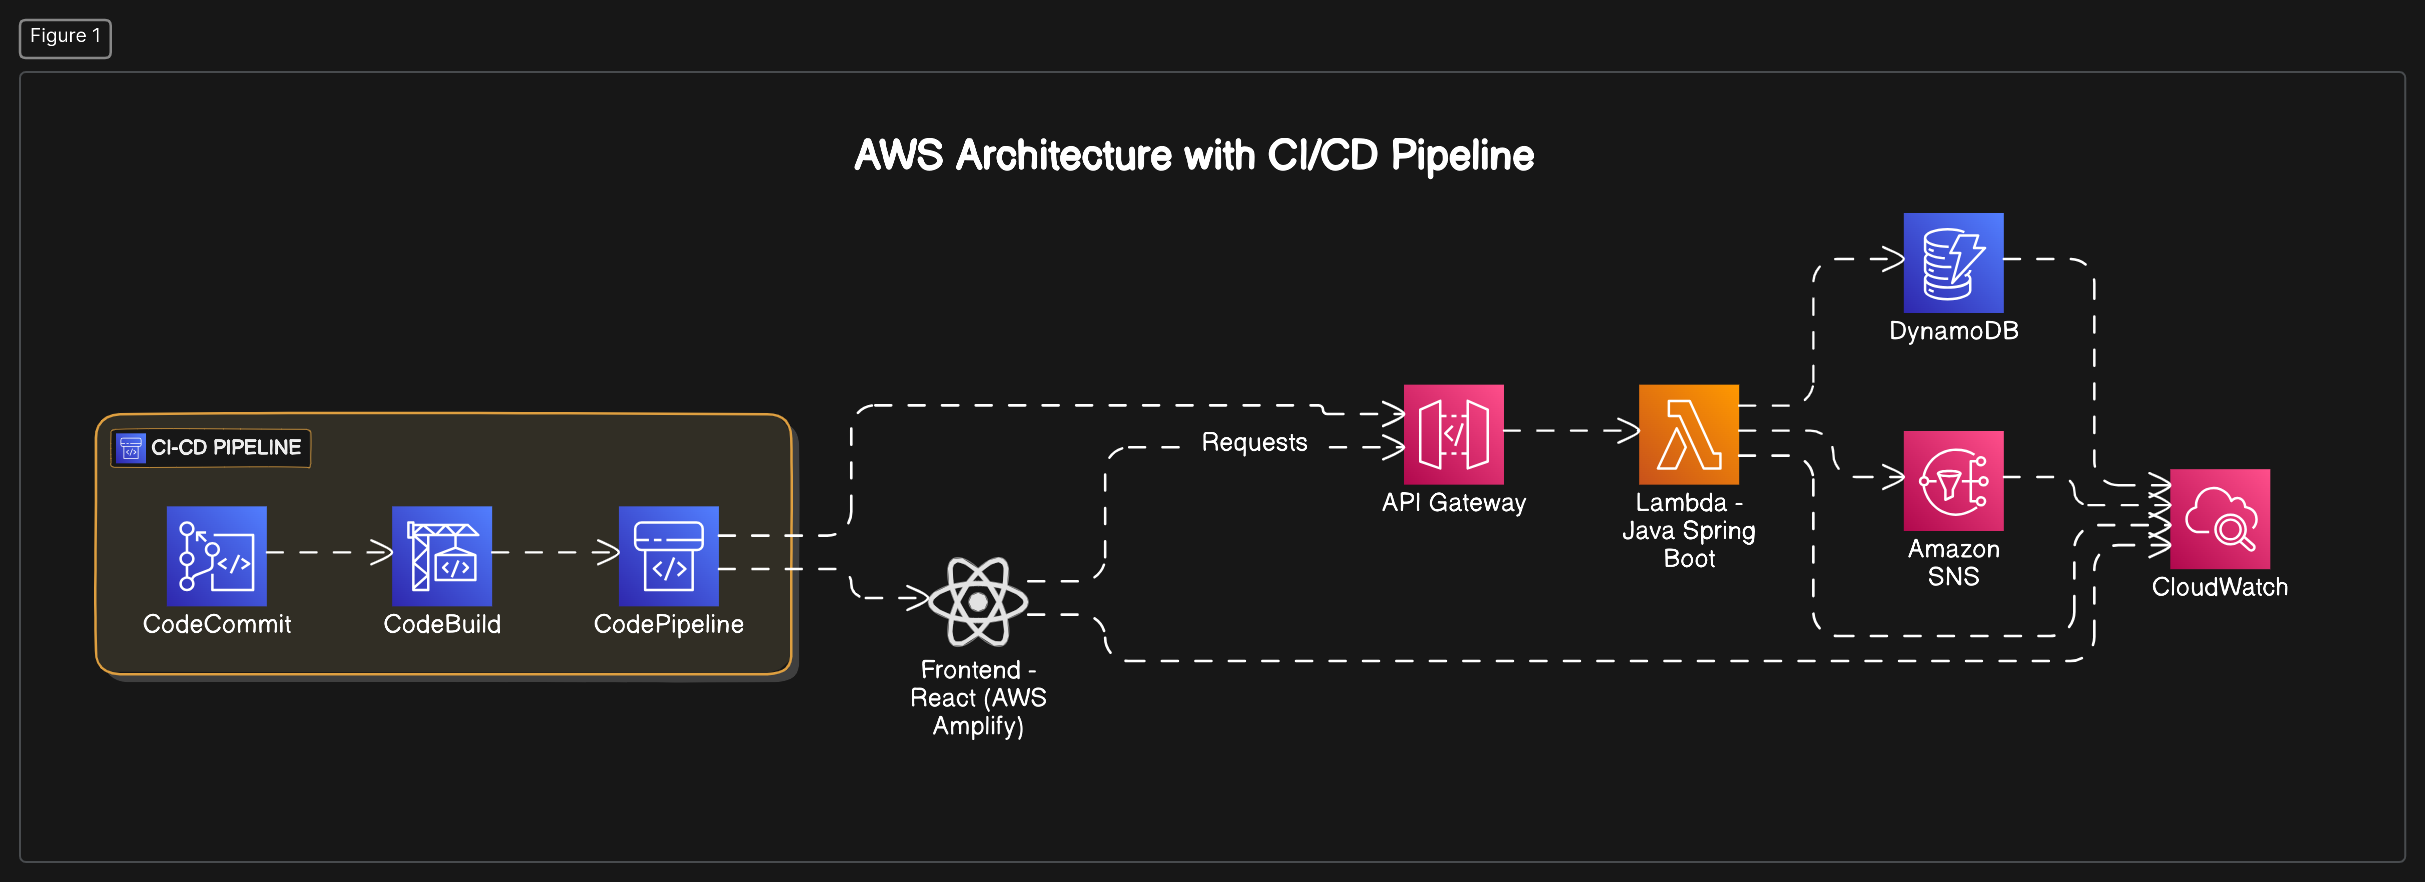 Figure 1
AWS Architecture with CI/CD Pipeline
CI-CD PIPELINE
CodeCommit
CodeBuild
CodePipeline
Frontend -
React (AWS
Amplify)
Requests
API Gateway
Lambda -
Java Spring
Boot
DynamoDB
Amazon
SNS
CloudWatch